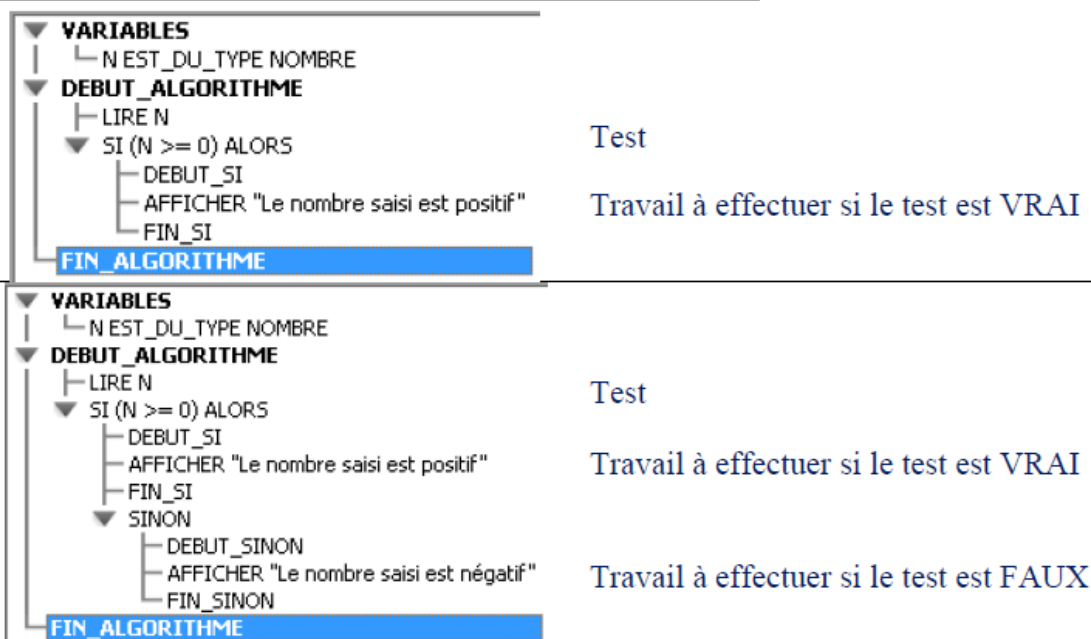 VARIABLES
N EST_DU_TYPE NOMBRE
DEBUT_ALGORITHME
LIRE N
SI (N >= 0) ALORS
Test
DEBUT_SI
AFFICHER "Le nombre saisi est positif"
Travail à effectuer si le test est VRAI
FIN_SI
FIN_ALGORITHME
VARIABLES
N EST_DU_TYPE NOMBRE
DEBUT_ALGORITHME
LIRE N
Test
SI (N >= 0) ALORS
DEBUT_SI
AFFICHER "Le nombre saisi est positif"
Travail à effectuer si le test est VRAI
FIN_SI
SINON
DEBUT_SINON
AFFICHER "Le nombre saisi est négatif"
Travail à effectuer si le test est FAUX
FIN_SINON
FIN_ALGORITHME